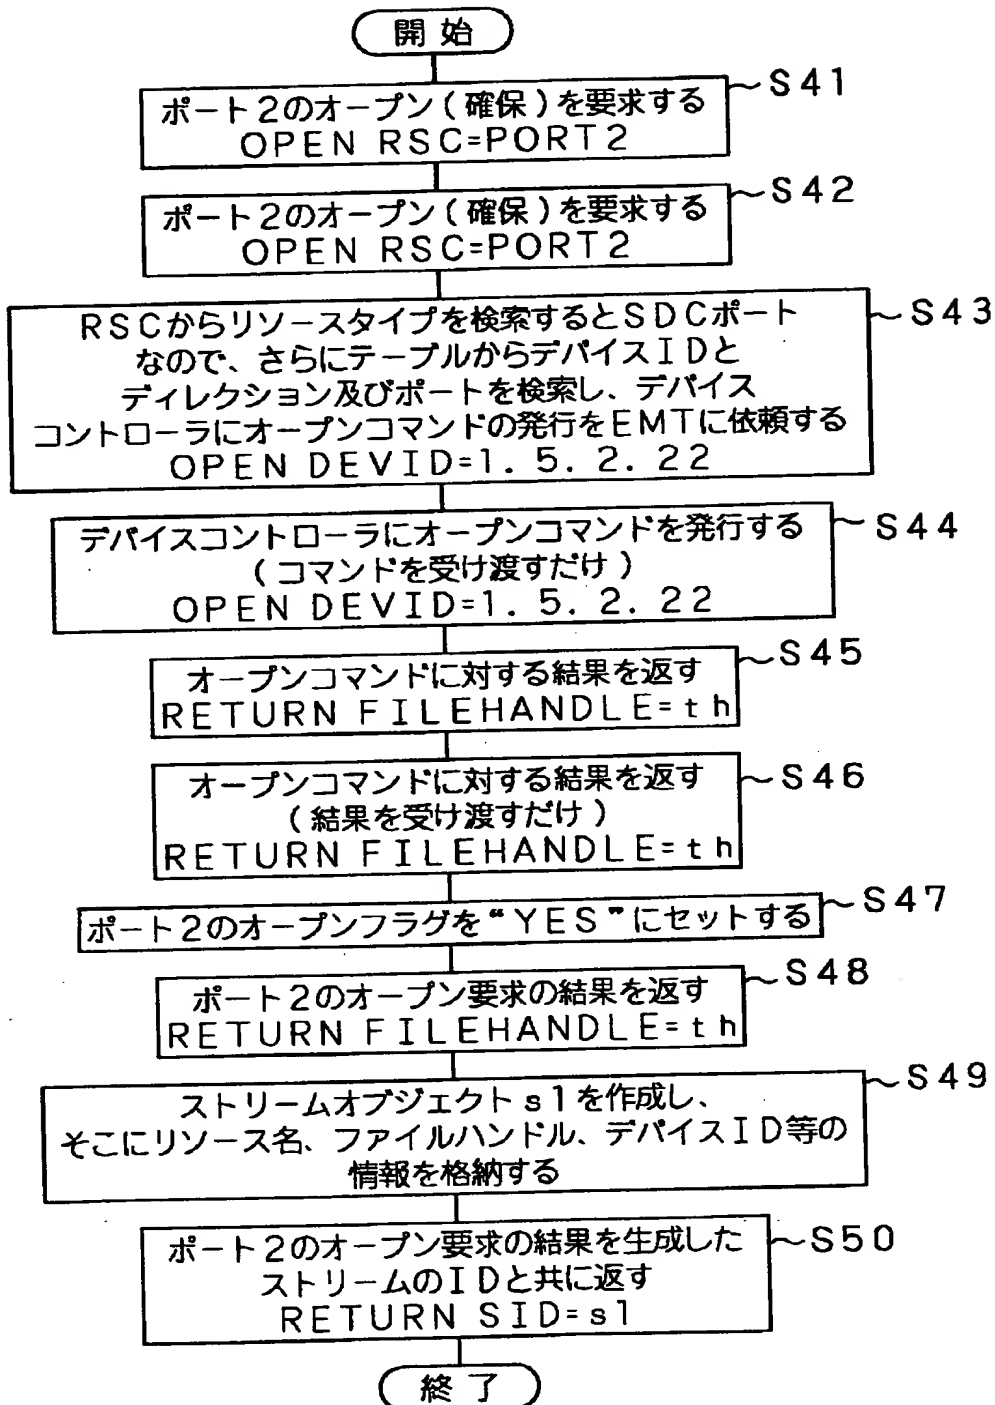 開始
ポート2のオープン(確保)を要求する
OPEN RSC=PORT2
S41
ポート2のオープン(確保)を要求する
OPEN RSC=PORT2
S42
RSCからリソースタイプを検索するとSDCポート
なので、さらにテーブルからデバイスIDと
ディレクション及びポートを検索し、デバイス
コントローラにオープンコマンドの発行をEMTに依頼する
OPEN DEVID=1.5.2.22
S43
デバイスコントローラにオープンコマンドを発行する
(コマンドを受け渡すだけ)
OPEN DEVID=1.5.2.22
S44
オープンコマンドに対する結果を返す
RETURN FILEHANDLE=th
S45
オープンコマンドに対する結果を返す
(結果を受け渡すだけ)
RETURN FILEHANDLE=th
S46
ポート2のオープンフラグを“YES”にセットする
S47
ポート2のオープン要求の結果を返す
RETURN FILEHANDLE=th
S48
ストリームオブジェクトs1を作成し、
そこにリソース名、ファイルハンドル、デバイスID等の
情報を格納する
S49
ポート2のオープン要求の結果を生成した
ストリームのIDと共に返す
RETURN SID=s1
S50
終了